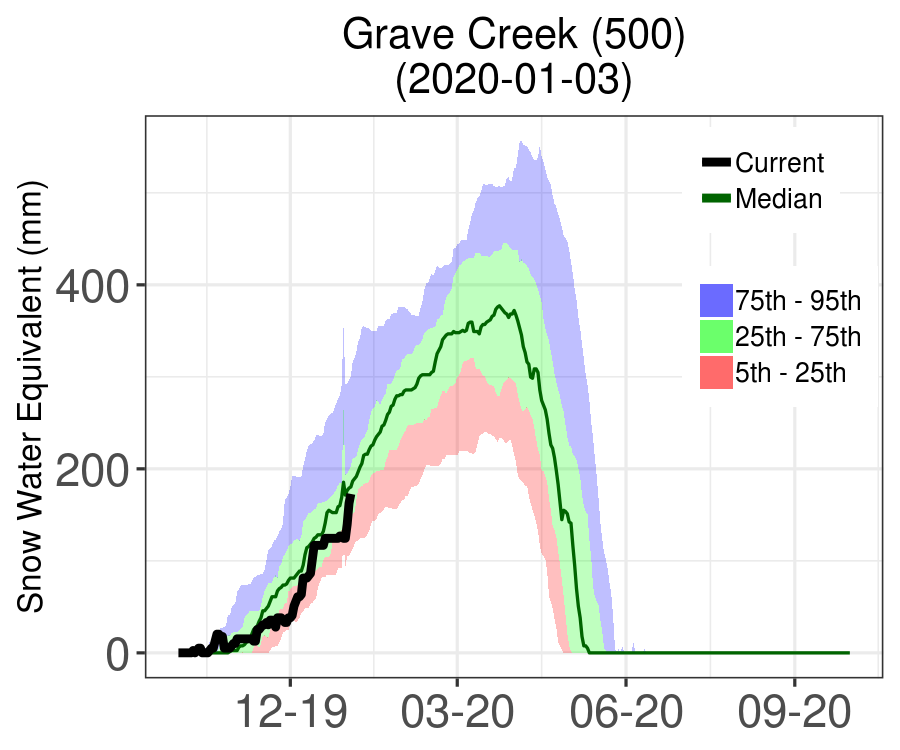 Grave Creek (500)
(2020-01-03)
Snow Water Equivalent (mm)
400
200
0
12-19
03-20
06-20
09-20
Current
Median
75th - 95th
25th - 75th
5th - 25th